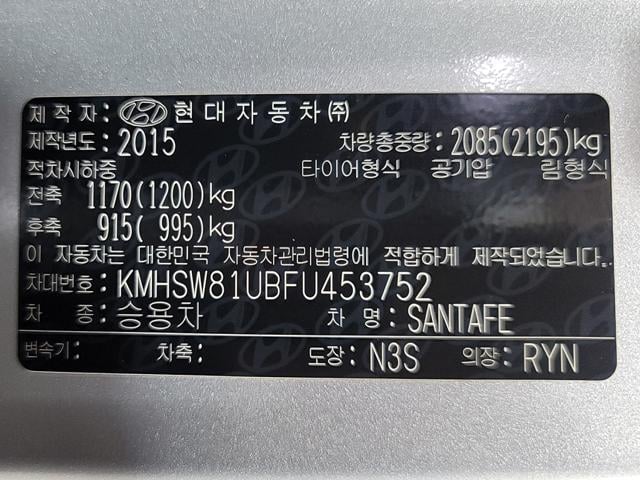 제 작 자 : 현대자동차㈜
제작년도 : 2015 차량총중량 : 2085(2195)kg
적차시하중 타이어형식 공기압 림형식
전축 1170(1200)kg
후축 915( 995)kg
이 자동차는 대한민국 자동차관리법령에 적합하게 제작되었습니다.
차대번호 : KMHSW81UBFU453752
차 종 : 승용차 차 명 : SANTAFE
변속기 : 차축 : 도장 : N3S 의장 : RYN